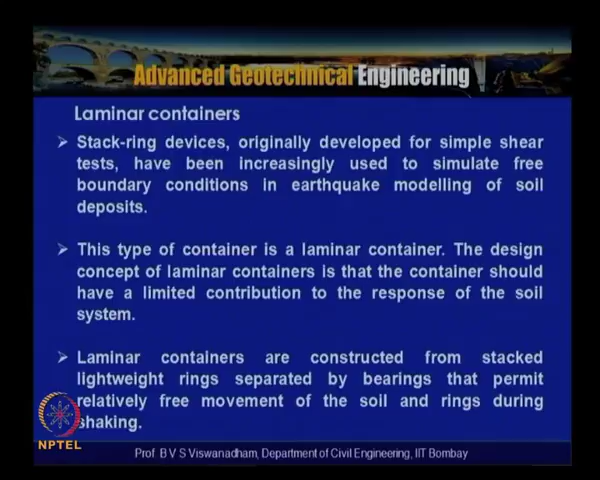 Advanced Geotechnical Engineering
Laminar containers
➢ Stack-ring devices, originally developed for simple shear
tests, have been increasingly used to simulate free
boundary conditions in earthquake modelling of soil
deposits.
➢ This type of container is a laminar container. The design
concept of laminar containers is that the container should
have a limited contribution to the response of the soil
system.
➢ Laminar containers are constructed from stacked
lightweight rings separated by bearings that permit
relatively free movement of the soil and rings during
shaking.
NPTEL
Prof. B V S Viswanadham, Department of Civil Engineering, IIT Bombay